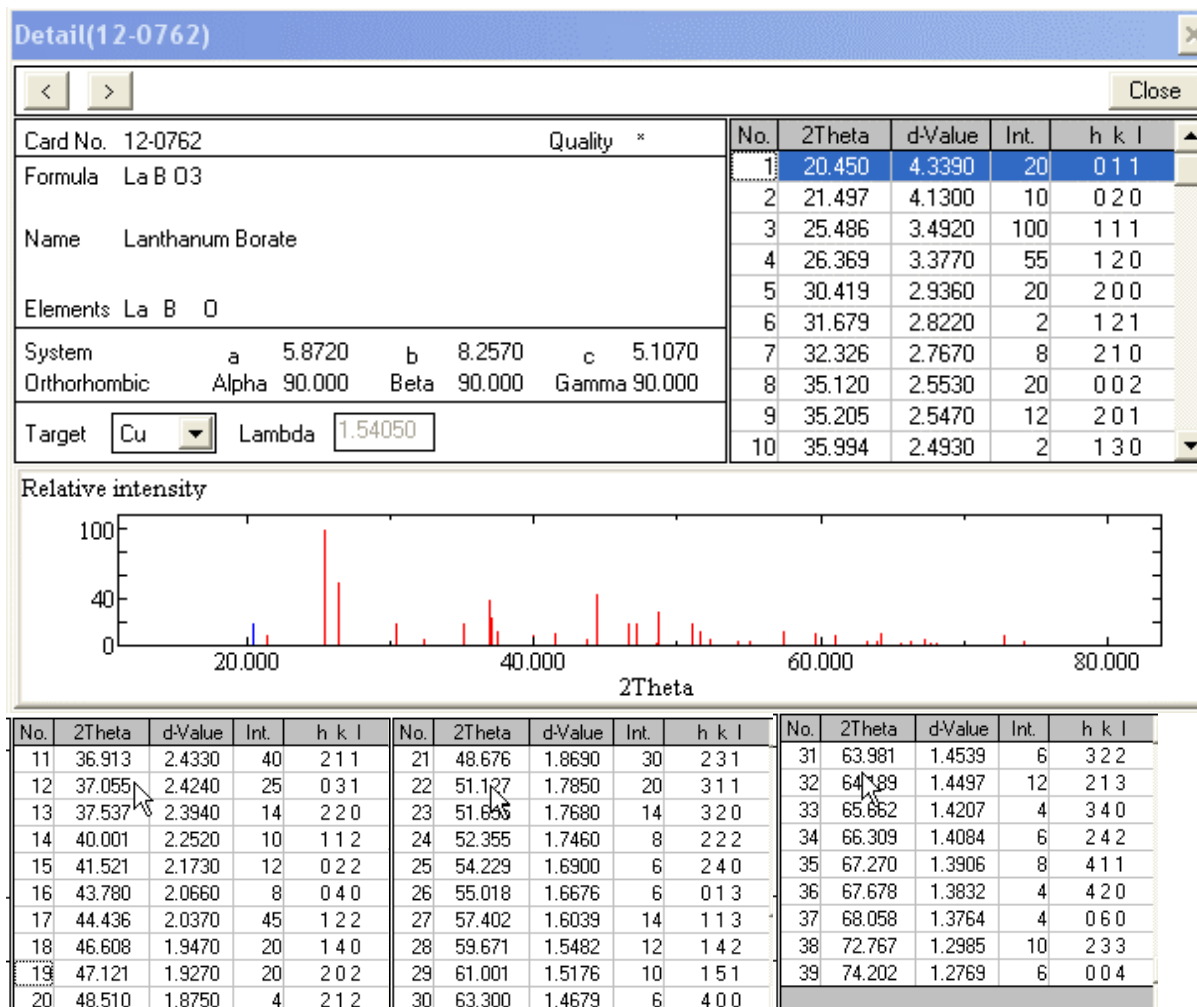 Detail(12-0762)
< >
Close
Card No. 12-0762 Quality *
Formula La B O3
Name Lanthanum Borate
Elements La B O
System a 5.8720 b 8.2570 c 5.1070
Orthorhombic Alpha 90.000 Beta 90.000 Gamma 90.000
Target Cu Lambda 1.54050
No. 2Theta d-Value Int. h k l
1 20.450 4.3390 20 0 1 1
2 21.497 4.1300 10 0 2 0
3 25.486 3.4920 100 1 1 1
4 26.369 3.3770 55 1 2 0
5 30.419 2.9360 20 2 0 0
6 31.679 2.8220 2 1 2 1
7 32.326 2.7670 8 2 1 0
8 35.120 2.5530 20 0 0 2
9 35.205 2.5470 12 2 0 1
10 35.994 2.4930 2 1 3 0
Relative intensity
100
40
0
20.000 40.000 60.000 80.000
2Theta
No. 2Theta d-Value Int. h k l
11 36.913 2.4330 40 2 1 1
12 37.055 2.4240 25 0 3 1
13 37.537 2.3940 14 2 2 0
14 40.001 2.2520 10 1 1 2
15 41.521 2.1730 12 0 2 2
16 43.780 2.0660 8 0 4 0
17 44.436 2.0370 45 1 2 2
18 46.608 1.9470 20 1 4 0
19 47.121 1.9270 20 2 0 2
20 48.510 1.8750 4 2 1 2
No. 2Theta d-Value Int. h k l
21 48.676 1.8690 30 2 3 1
22 1.7850 20 3 1 1
23 1.7680 14 3 2 0
24 52.355 1.7460 8 2 2 2
25 54.229 1.6900 6 2 4 0
26 55.018 1.6676 6 0 1 3
27 57.402 1.6039 14 1 1 3
28 59.671 1.5482 12 1 4 2
29 61.001 1.5176 10 1 5 1
30 63.300 1.4679 6 4 0 0
No. 2Theta d-Value Int. h k l
31 63.981 1.4539 6 3 2 2
32 1.4497 12 2 1 3
33 65.662 1.4207 4 3 4 0
34 66.309 1.4084 6 2 4 2
35 67.270 1.3906 8 4 1 1
36 67.678 1.3832 4 4 2 0
37 68.058 1.3764 4 0 6 0
38 72.767 1.2985 10 2 3 3
39 74.202 1.2769 6 0 0 4